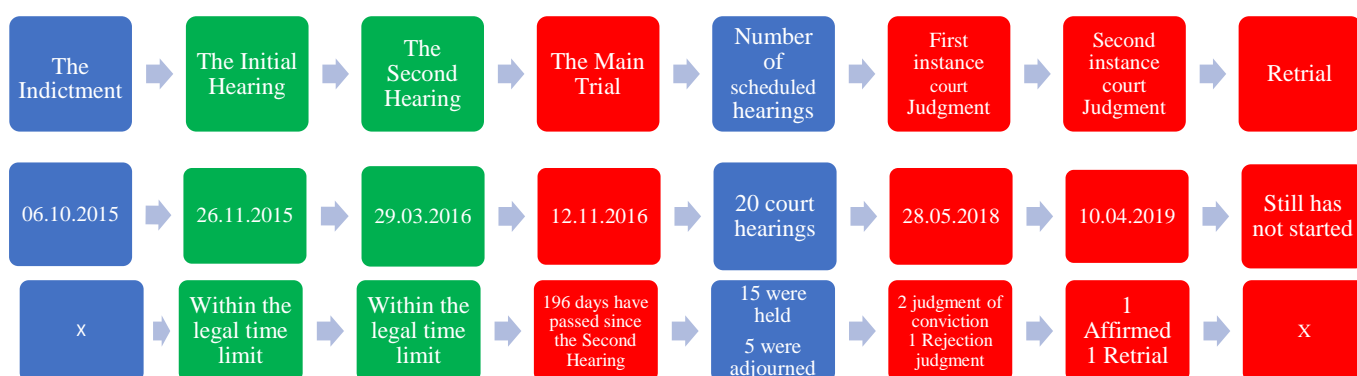 The
Indictment
The Initial
Hearing
The
Second
Hearing
The Main
Trial
Number
of
scheduled
hearings
First
instance
court
Judgment
Second
instance
court
Judgment
Retrial
06.10.2015
26.11.2015
29.03.2016
12.11.2016
20 court
hearings
28.05.2018
10.04.2019
Still has
not started
X
Within the
legal time
limit
Within the
legal time
limit
196 days have
passed since
the Second
Hearing
15 were
held
5 were
adjourned
2 judgment of
conviction
1 Rejection
judgment
1
Affirmed
1 Retrial
X